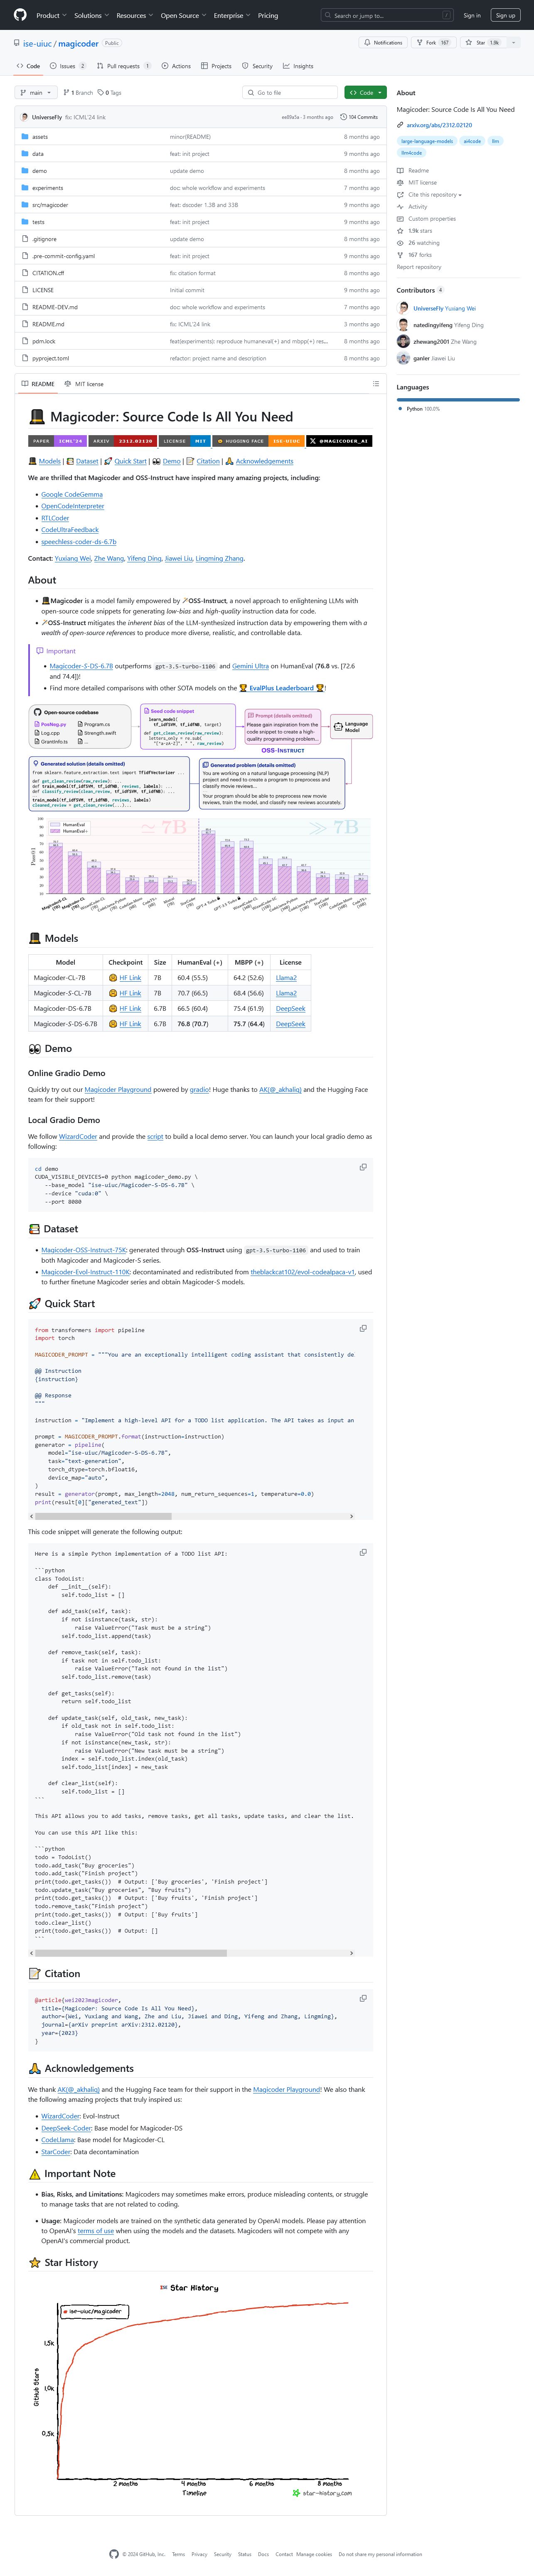 Product
Solutions
Resources
Open Source
Enterprise
Pricing
Search or jump to...
Sign in
Sign up
ise-uiuc / magicoder Public
Notifications
Fork 167
Star 1.9k
Code
Issues 2
Pull requests 1
Actions
Projects
Security
Insights
main
1 Branch
0 Tags
Go to file
Code
UniverseFly fix: ICML'24 link
3 months ago
104 Commits
assets minor(README) 8 months ago
data feat: init project 9 months ago
demo update demo 8 months ago
experiments doc: whole workflow and experiments 7 months ago
src/magicoder feat: dscoder 1.3B and 33B 9 months ago
tests feat: init project 9 months ago
.gitignore update demo 8 months ago
.pre-commit-config.yaml feat: init project 9 months ago
CITATION.cff fix: citation format 8 months ago
LICENSE Initial commit 9 months ago
README-DEV.md doc: whole workflow and experiments 7 months ago
README.md fix: ICML'24 link 3 months ago
pdm.lock feat(experiments): reproduce humaneval(+) and mbpp(+) res... 8 months ago
pyproject.toml refactor: project name and description 8 months ago
README
MIT license
Magicoder: Source Code Is All You Need
PAPER ICML'24 ARXIV 2312.02120 LICENSE MIT HUGGING FACE ISE-UIUC @MAGICODER_AI
Models | Dataset | Quick Start | Demo | Citation | Acknowledgements
We are thrilled that Magicoder and OSS-Instruct have inspired many amazing projects, including:
Google CodeGemma
OpenCodeInterpreter
RTLCoder
CodeUltraFeedback
speechless-coder-ds-6.7b
Contact: Yuxiang Wei, Zhe Wang, Yifeng Ding, Jiawei Liu, Lingming Zhang.
About
Magicoder is a model family empowered by OSS-Instruct, a novel approach to enlightening LLMs with
open-source code snippets for generating low-bias and high-quality instruction data for code.
OSS-Instruct mitigates the inherent bias of the LLM-synthesized instruction data by empowering them with a
wealth of open-source references to produce more diverse, realistic, and controllable data.
Important
Magicoder-S-DS-6.7B outperforms gpt-3.5-turbo-1106 and Gemini Ultra on HumanEval (76.8 vs. [72.6
and 74.4])!
Find more detailed comparisons with other SOTA models on the EvalPlus Leaderboard !
Open-source codebase
PosNeg.py
Program.cs
Log.cpp
Strength.swift
GrantInfo.ts
...
Seed code snippet
learn_model(
tf_idfSVM, tf_idfNB, target)
def get_clean_review(raw_review):
letters_only = re.sub(
"[^a-zA-Z]", " ", raw_review)
Prompt (details omitted)
Please gain inspiration from the
code snippet to create a high-
quality programming problem...
Language
Model
OSS-INSTRUCT
Generated solution (details omitted)
from sklearn.feature_extraction.text import TfidfVectorizer ...
def get_clean_review(raw_review): ...
def train_model(tf_idfSVM, tf_idfNB, reviews, labels): ...
def classify_review(clean_review, tf_idfSVM, tf_idfNB): ...
...
train_model(tf_idfSVM, tf_idfNB, reviews, labels)
cleaned_review = get_clean_review(...)...
Generated problem (details omitted)
You are working on a natural language processing (NLP)
project and need to create a program to preprocess and
classify movie reviews...
Your program should be able to preprocess new movie
reviews, train the model, and classify new reviews accurately.
HumanEval
HumanEval+
≃ 7B
≫ 7B
Pass@1
Models
Model Checkpoint Size HumanEval (+) MBPP (+) License
Magicoder-CL-7B HF Link 7B 60.4 (55.5) 64.2 (52.6) Llama2
Magicoder-S-CL-7B HF Link 7B 70.7 (66.5) 68.4 (56.6) Llama2
Magicoder-DS-6.7B HF Link 6.7B 66.5 (60.4) 75.4 (61.9) DeepSeek
Magicoder-S-DS-6.7B HF Link 6.7B 76.8 (70.7) 75.7 (64.4) DeepSeek
Demo
Online Gradio Demo
Quickly try out our Magicoder Playground powered by gradio! Huge thanks to AK(@_akhaliq) and the Hugging Face
team for their support!
Local Gradio Demo
We follow WizardCoder and provide the script to build a local demo server. You can launch your local gradio demo as
following:
cd demo
CUDA_VISIBLE_DEVICES=0 python magicoder_demo.py \
--base_model "ise-uiuc/Magicoder-S-DS-6.7B" \
--device "cuda:0" \
--port 8080
Dataset
Magicoder-OSS-Instruct-75K: generated through OSS-Instruct using gpt-3.5-turbo-1106 and used to train
both Magicoder and Magicoder-S series.
Magicoder-Evol-Instruct-110K: decontaminated and redistributed from theblackcat102/evol-codealpaca-v1, used
to further finetune Magicoder series and obtain Magicoder-S models.
Quick Start
from transformers import pipeline
import torch
MAGICODER_PROMPT = """You are an exceptionally intelligent coding assistant that consistently de
@@ Instruction
{instruction}
@@ Response
"""
instruction = "Implement a high-level API for a TODO list application. The API takes as input an
prompt = MAGICODER_PROMPT.format(instruction=instruction)
generator = pipeline(
model="ise-uiuc/Magicoder-S-DS-6.7B",
task="text-generation",
torch_dtype=torch.bfloat16,
device_map="auto",
)
result = generator(prompt, max_length=2048, num_return_sequences=1, temperature=0.0)
print(result[0]["generated_text"])
This code snippet will generate the following output:
Here is a simple Python implementation of a TODO list API:
```python
class TodoList:
def __init__(self):
self.todo_list = []
def add_task(self, task):
if not isinstance(task, str):
raise ValueError("Task must be a string")
self.todo_list.append(task)
def remove_task(self, task):
if task not in self.todo_list:
raise ValueError("Task not found in the list")
self.todo_list.remove(task)
def get_tasks(self):
return self.todo_list
def update_task(self, old_task, new_task):
if old_task not in self.todo_list:
raise ValueError("Old task not found in the list")
if not isinstance(new_task, str):
raise ValueError("New task must be a string")
index = self.todo_list.index(old_task)
self.todo_list[index] = new_task
def clear_list(self):
self.todo_list = []
```
This API allows you to add tasks, remove tasks, get all tasks, update tasks, and clear the list.
You can use this API like this:
```python
todo = TodoList()
todo.add_task("Buy groceries")
todo.add_task("Finish project")
print(todo.get_tasks())  # Output: ['Buy groceries', 'Finish project']
todo.update_task("Buy groceries", "Buy fruits")
print(todo.get_tasks())  # Output: ['Buy fruits', 'Finish project']
todo.remove_task("Finish project")
print(todo.get_tasks())  # Output: ['Buy fruits']
todo.clear_list()
print(todo.get_tasks())  # Output: []
```
Citation
@article{wei2023magicoder,
title={Magicoder: Source Code Is All You Need},
author={Wei, Yuxiang and Wang, Zhe and Liu, Jiawei and Ding, Yifeng and Zhang, Lingming},
journal={arXiv preprint arXiv:2312.02120},
year={2023}
}
Acknowledgements
We thank AK(@_akhaliq) and the Hugging Face team for their support in the Magicoder Playground! We also thank
the following amazing projects that truly inspired us:
WizardCoder: Evol-Instruct
DeepSeek-Coder: Base model for Magicoder-DS
CodeLlama: Base model for Magicoder-CL
StarCoder: Data decontamination
Important Note
Bias, Risks, and Limitations: Magicoders may sometimes make errors, produce misleading contents, or struggle
to manage tasks that are not related to coding.
Usage: Magicoder models are trained on the synthetic data generated by OpenAI models. Please pay attention
to OpenAI's terms of use when using the models and the datasets. Magicoders will not compete with any
OpenAI's commercial product.
Star History
Star History
ise-uiuc/magicoder
GitHub Stars
1.5k
1.0k
0.5k
2 months
4 months
6 months
8 months
Timeline
star-history.com
About
Magicoder: Source Code Is All You Need
arxiv.org/abs/2312.02120
large-language-models
ai4code
llm
llm4code
Readme
MIT license
Cite this repository
Activity
Custom properties
1.9k stars
26 watching
167 forks
Report repository
Contributors 4
UniverseFly Yuxiang Wei
natedingyifeng Yifeng Ding
zhewang2001 Zhe Wang
ganler Jiawei Liu
Languages
Python 100.0%
© 2024 GitHub, Inc.
Terms
Privacy
Security
Status
Docs
Contact
Manage cookies
Do not share my personal information